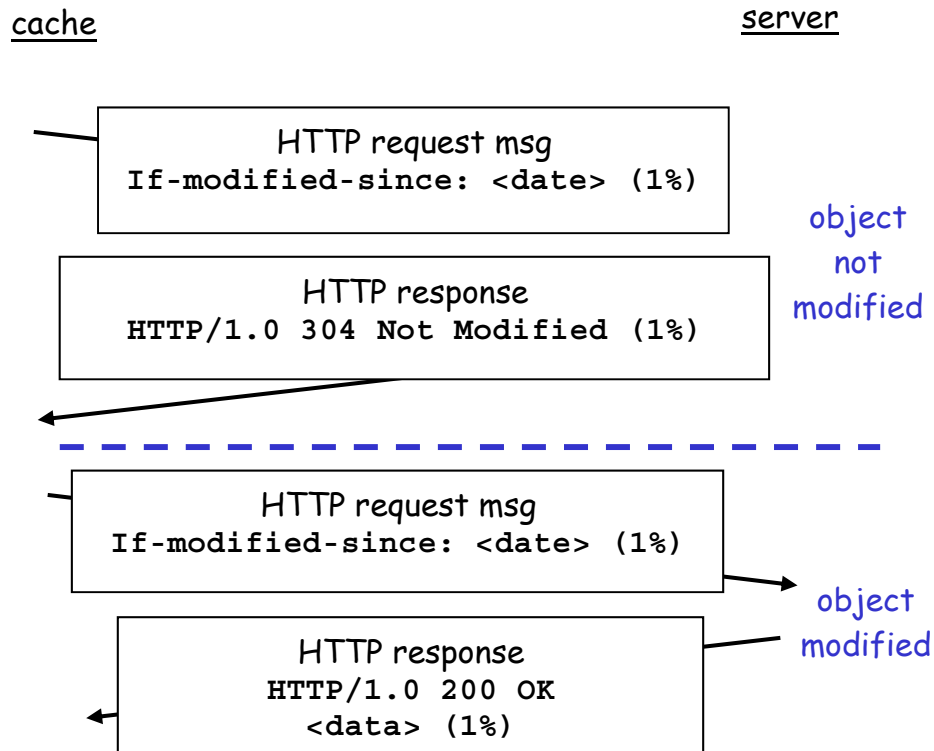 cache
server
HTTP request msg
If-modified-since: <date> (1%)
object
not
modified
HTTP response
HTTP/1.0 304 Not Modified (1%)
HTTP request msg
If-modified-since: <date> (1%)
object
modified
HTTP response
HTTP/1.0 200 OK
<data> (1%)